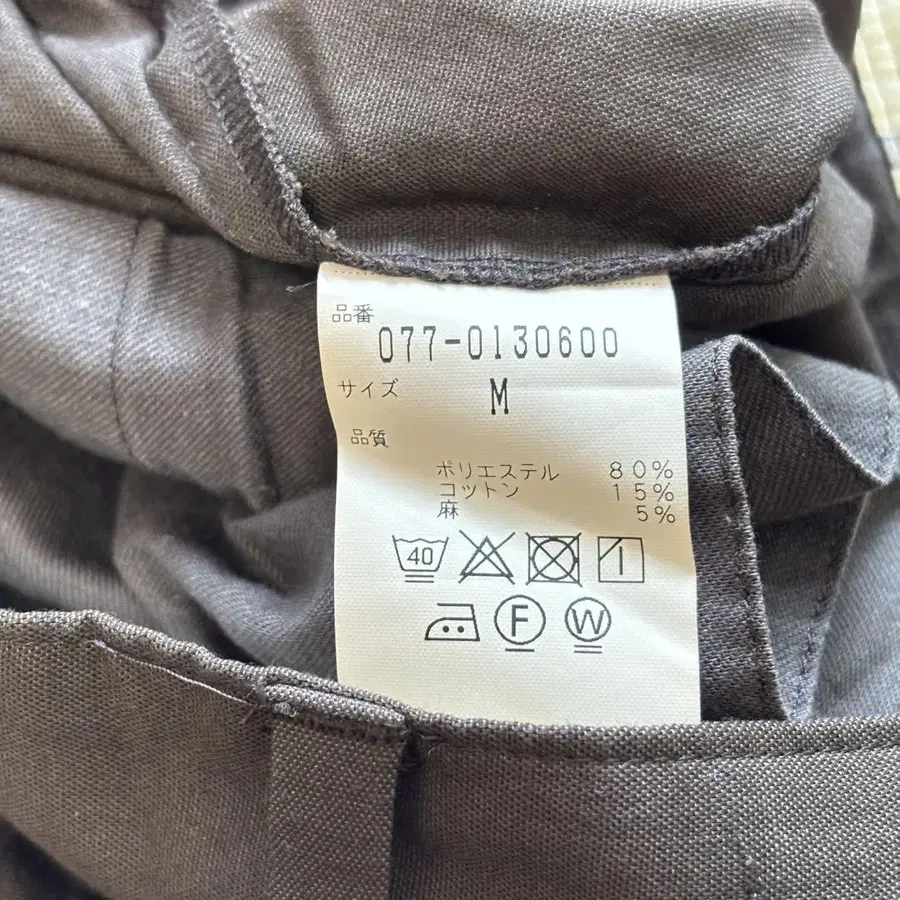 品番
077-0130600
サイズ M
品質
ポリエステル 80%
コットン 15%
麻 5%
40
F W